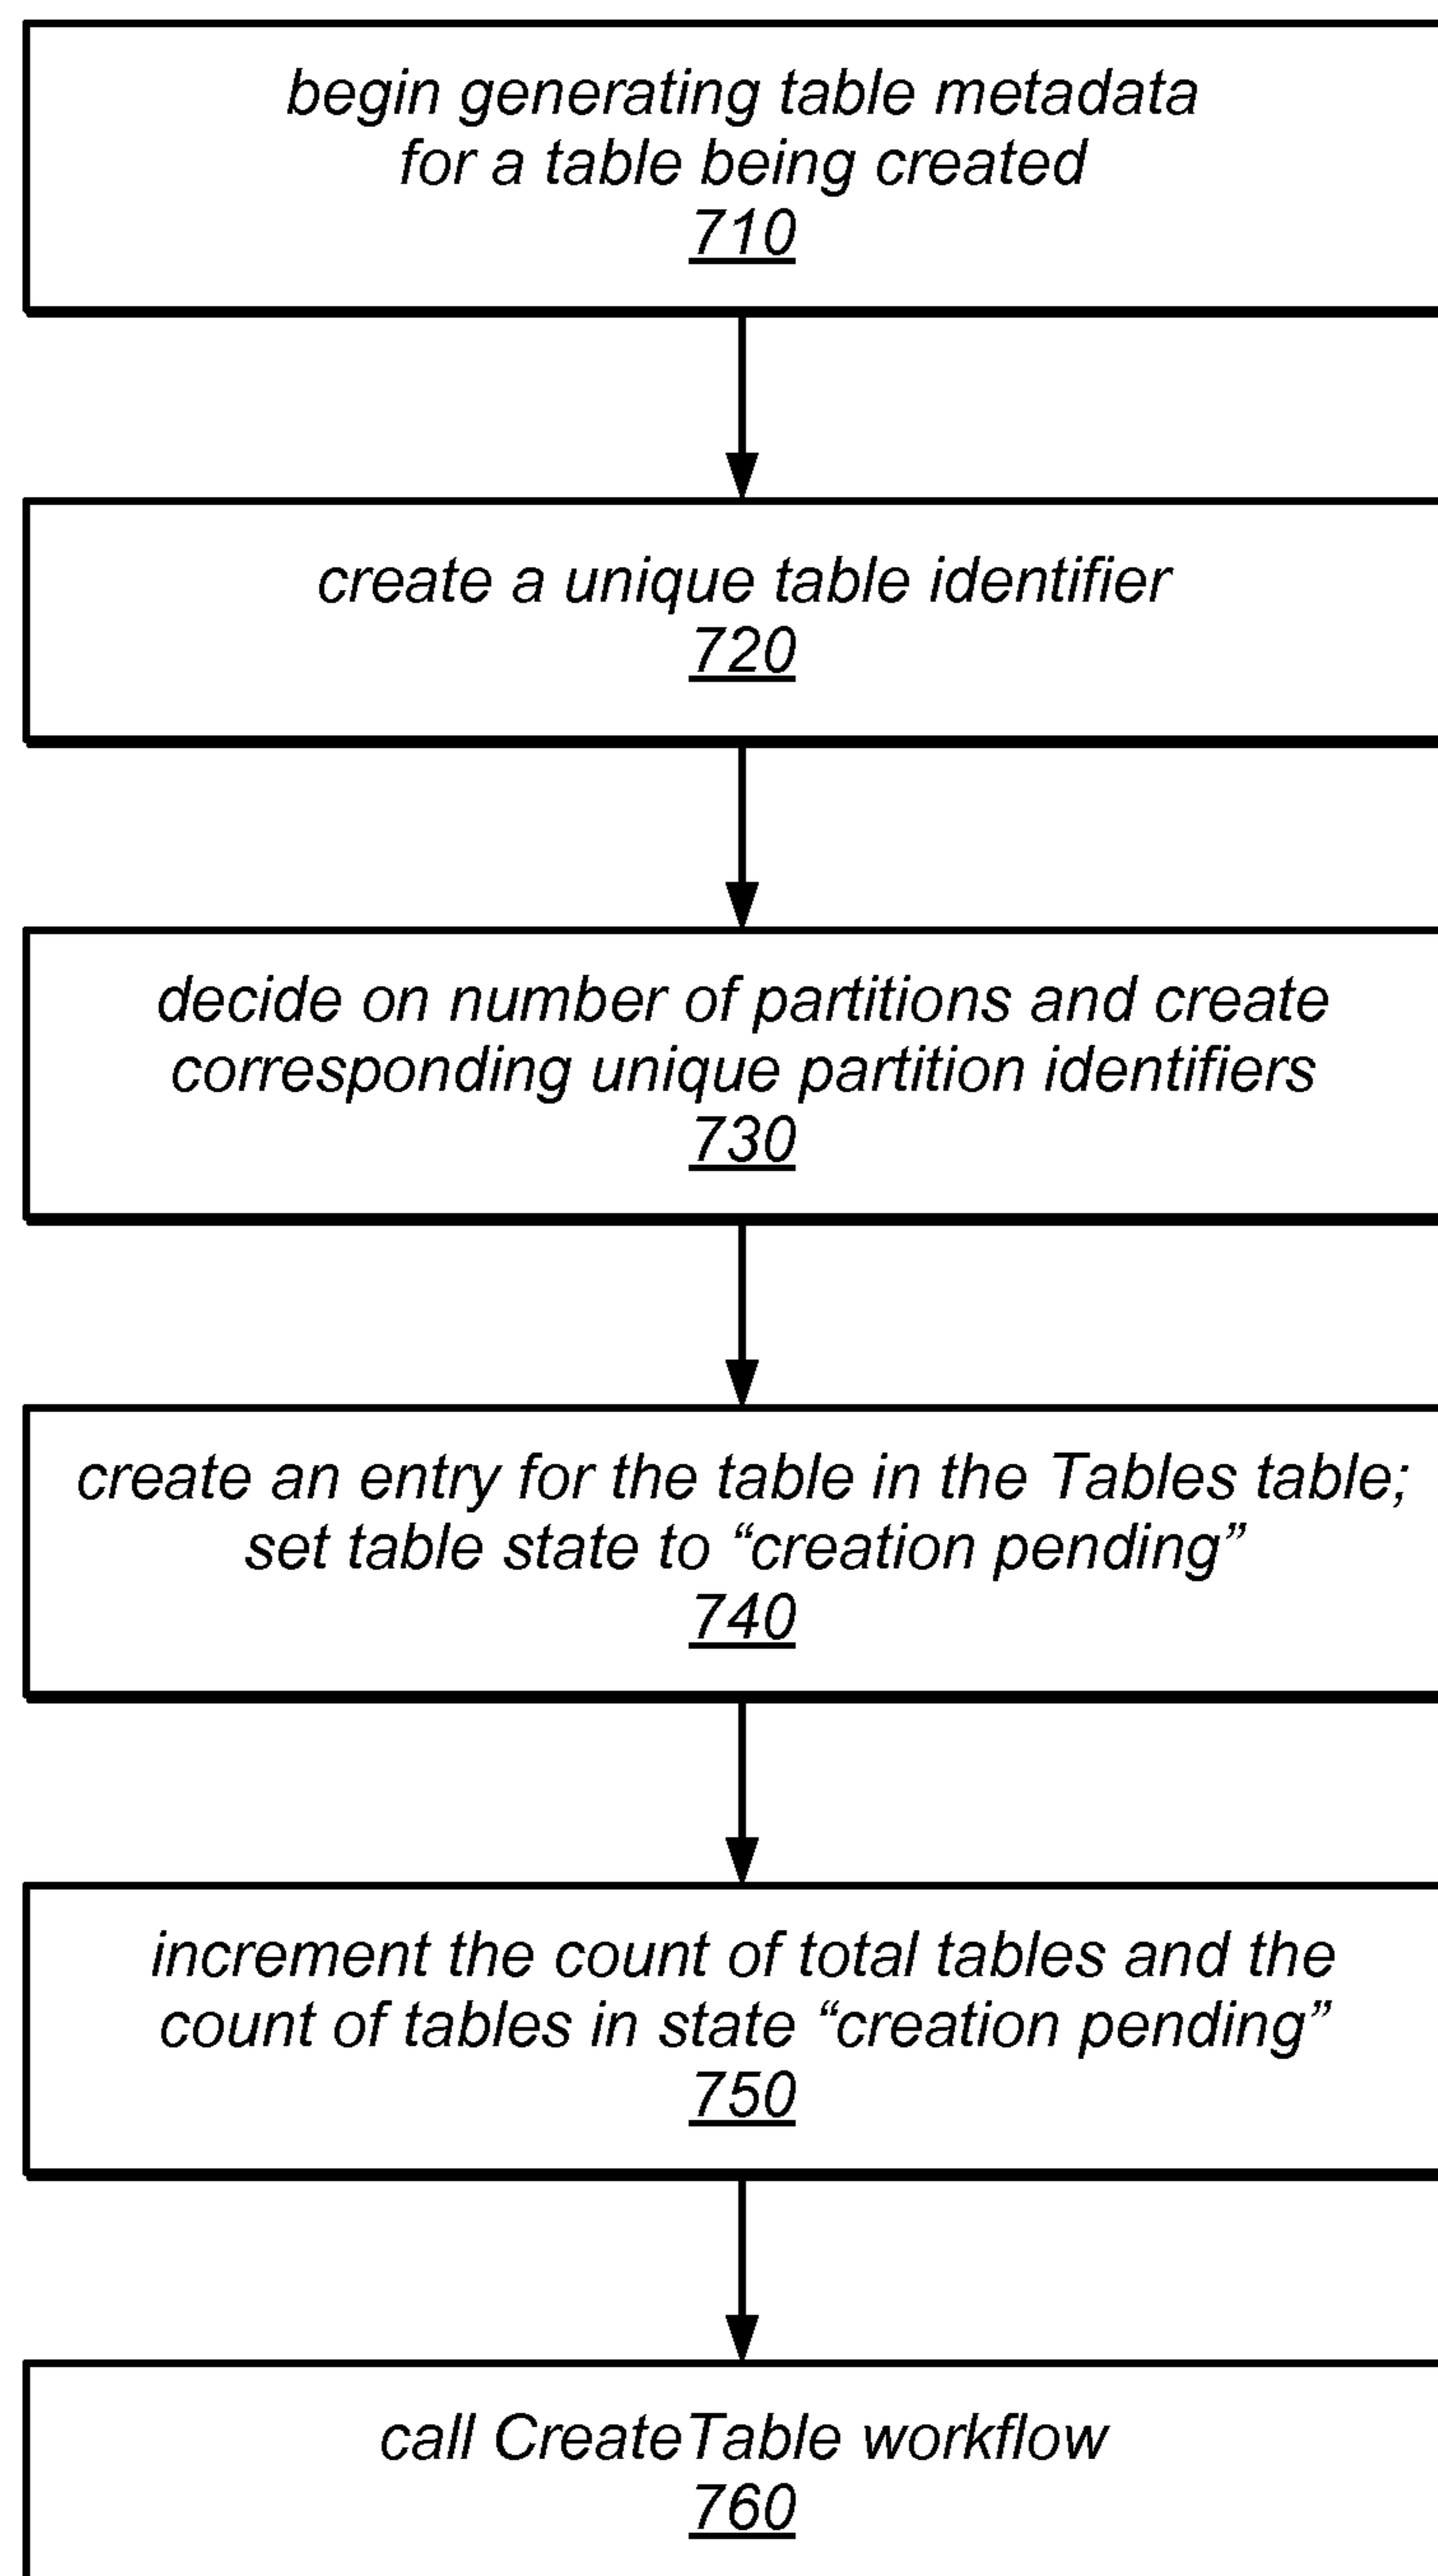 begin generating table metadata
for a table being created
710
create a unique table identifier
720
decide on number of partitions and create
corresponding unique partition identifiers
730
create an entry for the table in the Tables table;
set table state to “creation pending”
740
increment the count of total tables and the
count of tables in state “creation pending”
750
call CreateTable workflow
760